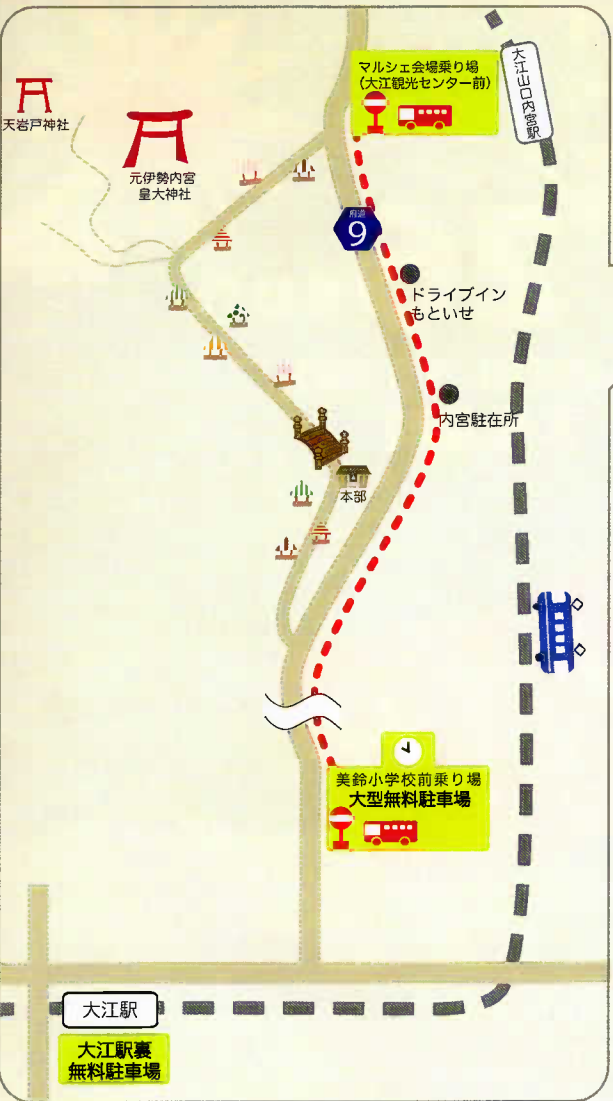 大江山口内宮駅
マルシェ会場乗り場
(大江観光センター前)
天岩戸神社
元伊勢内宮
皇大神社
府道
9
ドライブイン
もといせ
内宮駐在所
本部
美鈴小学校前乗り場
大型無料駐車場
大江駅
大江駅裏
無料駐車場